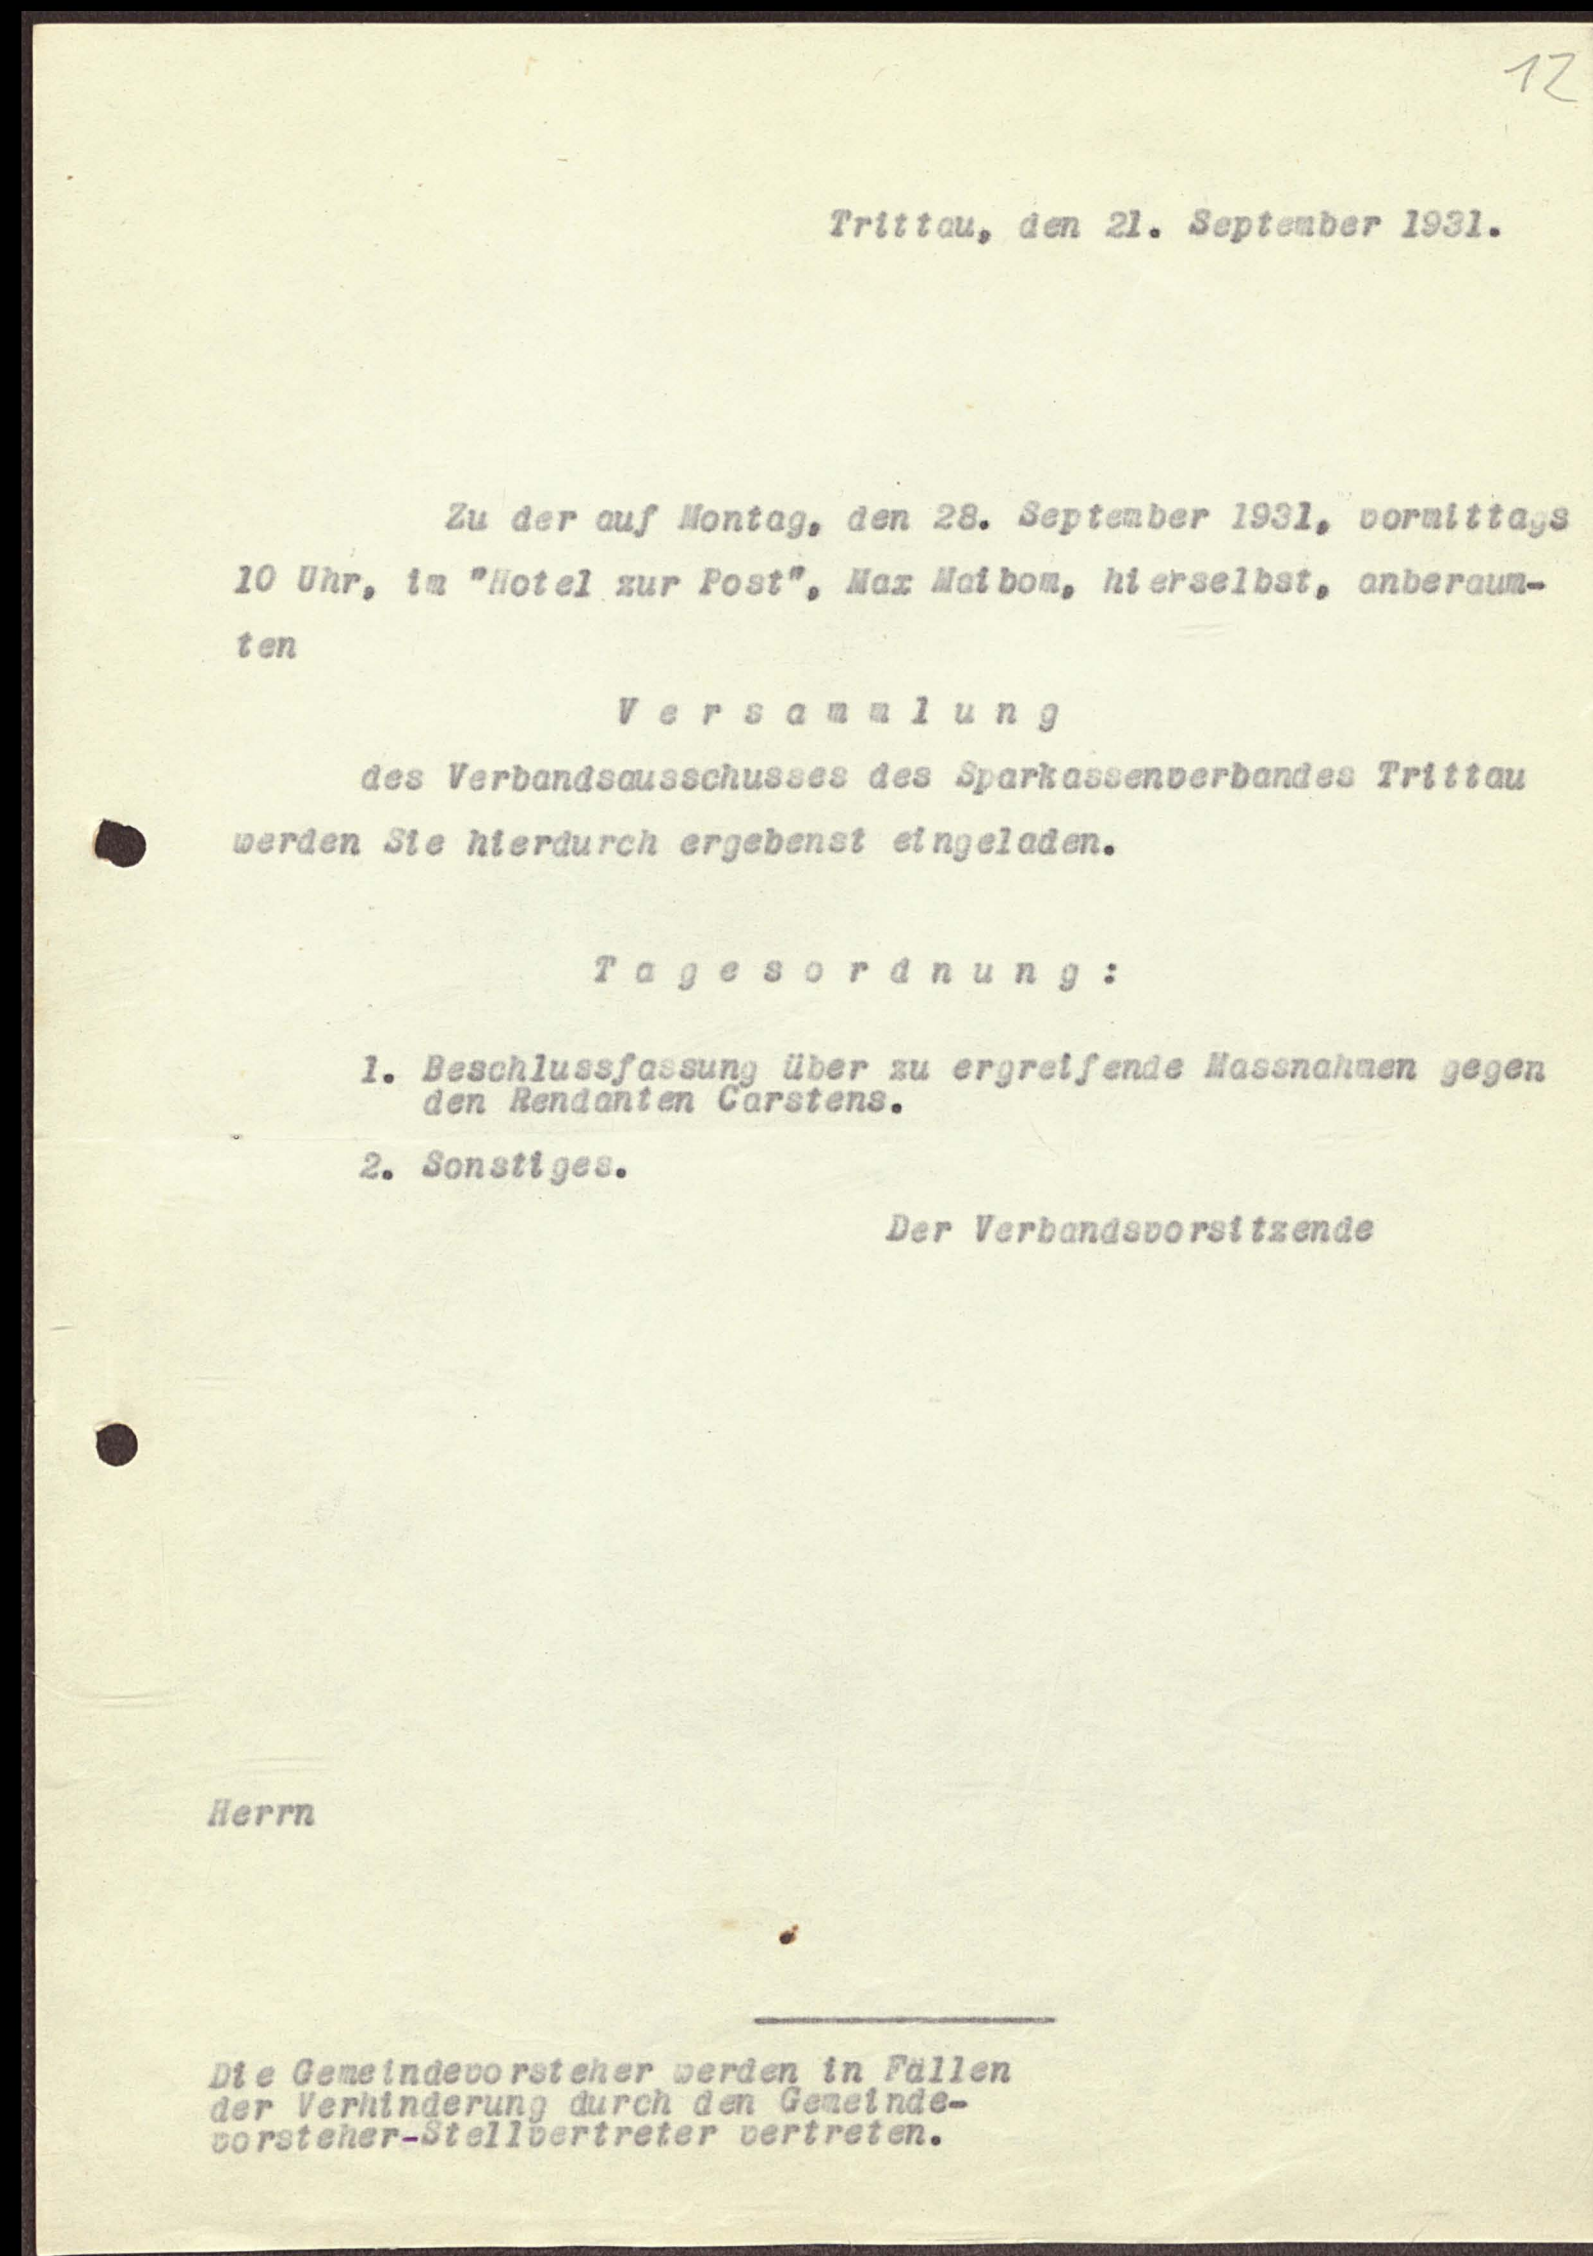 12
Trittau, den 21. September 1931.
Zu der auf Montag, den 28. September 1931, vormittags
10 Uhr, im "Hotel zur Post", Max Maibom, hierselbst, anberaum-
ten
V e r s a m m l u n g
des Verbandsausschusses des Sparkassenverbandes Trittau
werden Sie hierdurch ergebenst eingeladen.
T a g e s o r d n u n g :
1. Beschlussfassung über zu ergreifende Massnahmen gegen
den Rendanten Carstens.
2. Sonstiges.
Der Verbandsvorsitzende
Herrn
Die Gemeindevorsteher werden in Fällen
der Verhinderung durch den Gemeinde-
vorsteher-Stellvertreter vertreten.